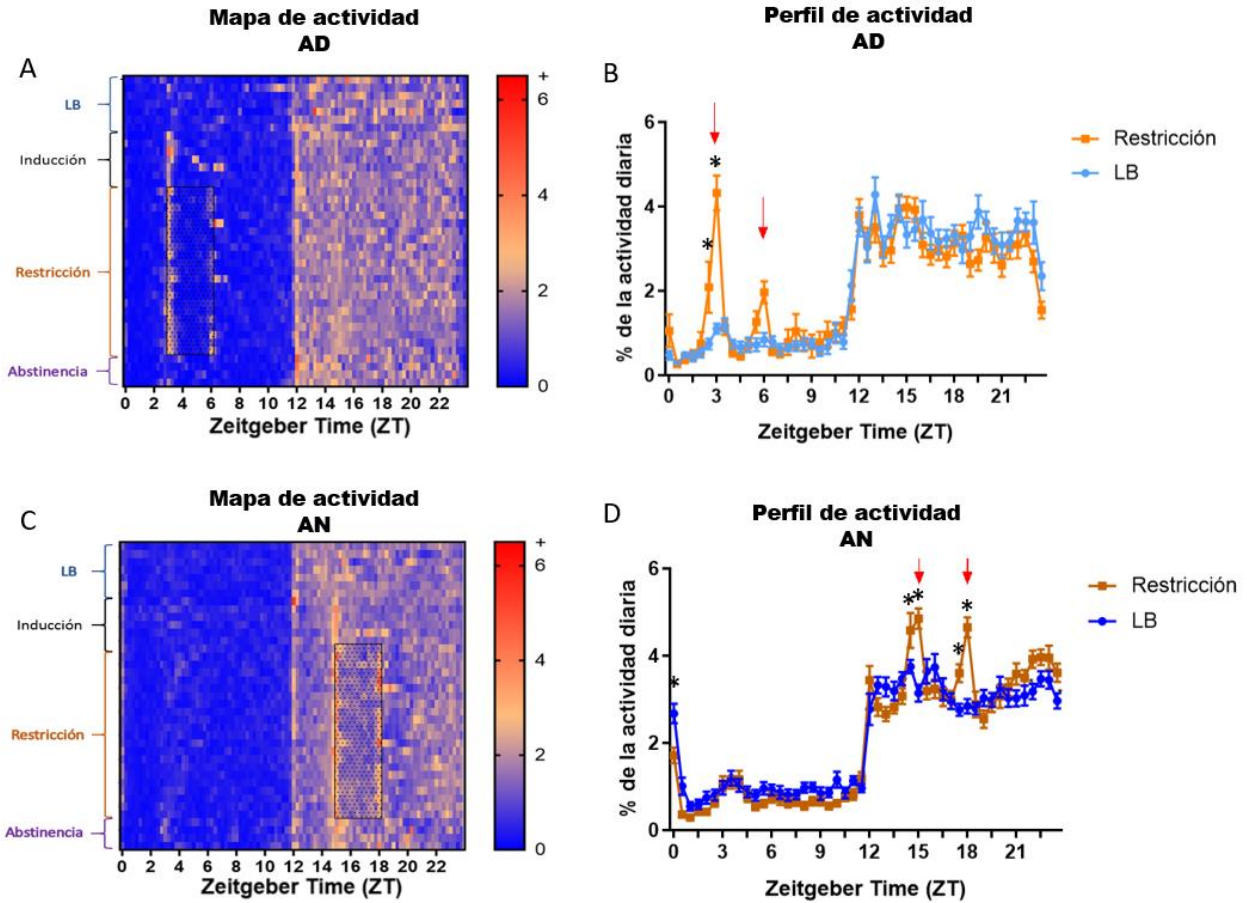 Mapa de actividad
AD
A
LB
Inducción
Restricción
Abstinencia
+
6
4
2
0
0 2 4 6 8 10 12 14 16 18 20 22
Zeitgeber Time (ZT)
Perfil de actividad
AD
B
% de la actividad diaria
6
4
2
0
* *
0 3 6 9 12 15 18 21
Zeitgeber Time (ZT)
Restricción
LB
Mapa de actividad
AN
C
LB
Inducción
Restricción
Abstinencia
+
6
4
2
0
0 2 4 6 8 10 12 14 16 18 20 22
Zeitgeber Time (ZT)
Perfil de actividad
AN
D
% de la actividad diaria
6
4
2
0
* * * * *
0 3 6 9 12 15 18 21
Zeitgeber Time (ZT)
Restricción
LB